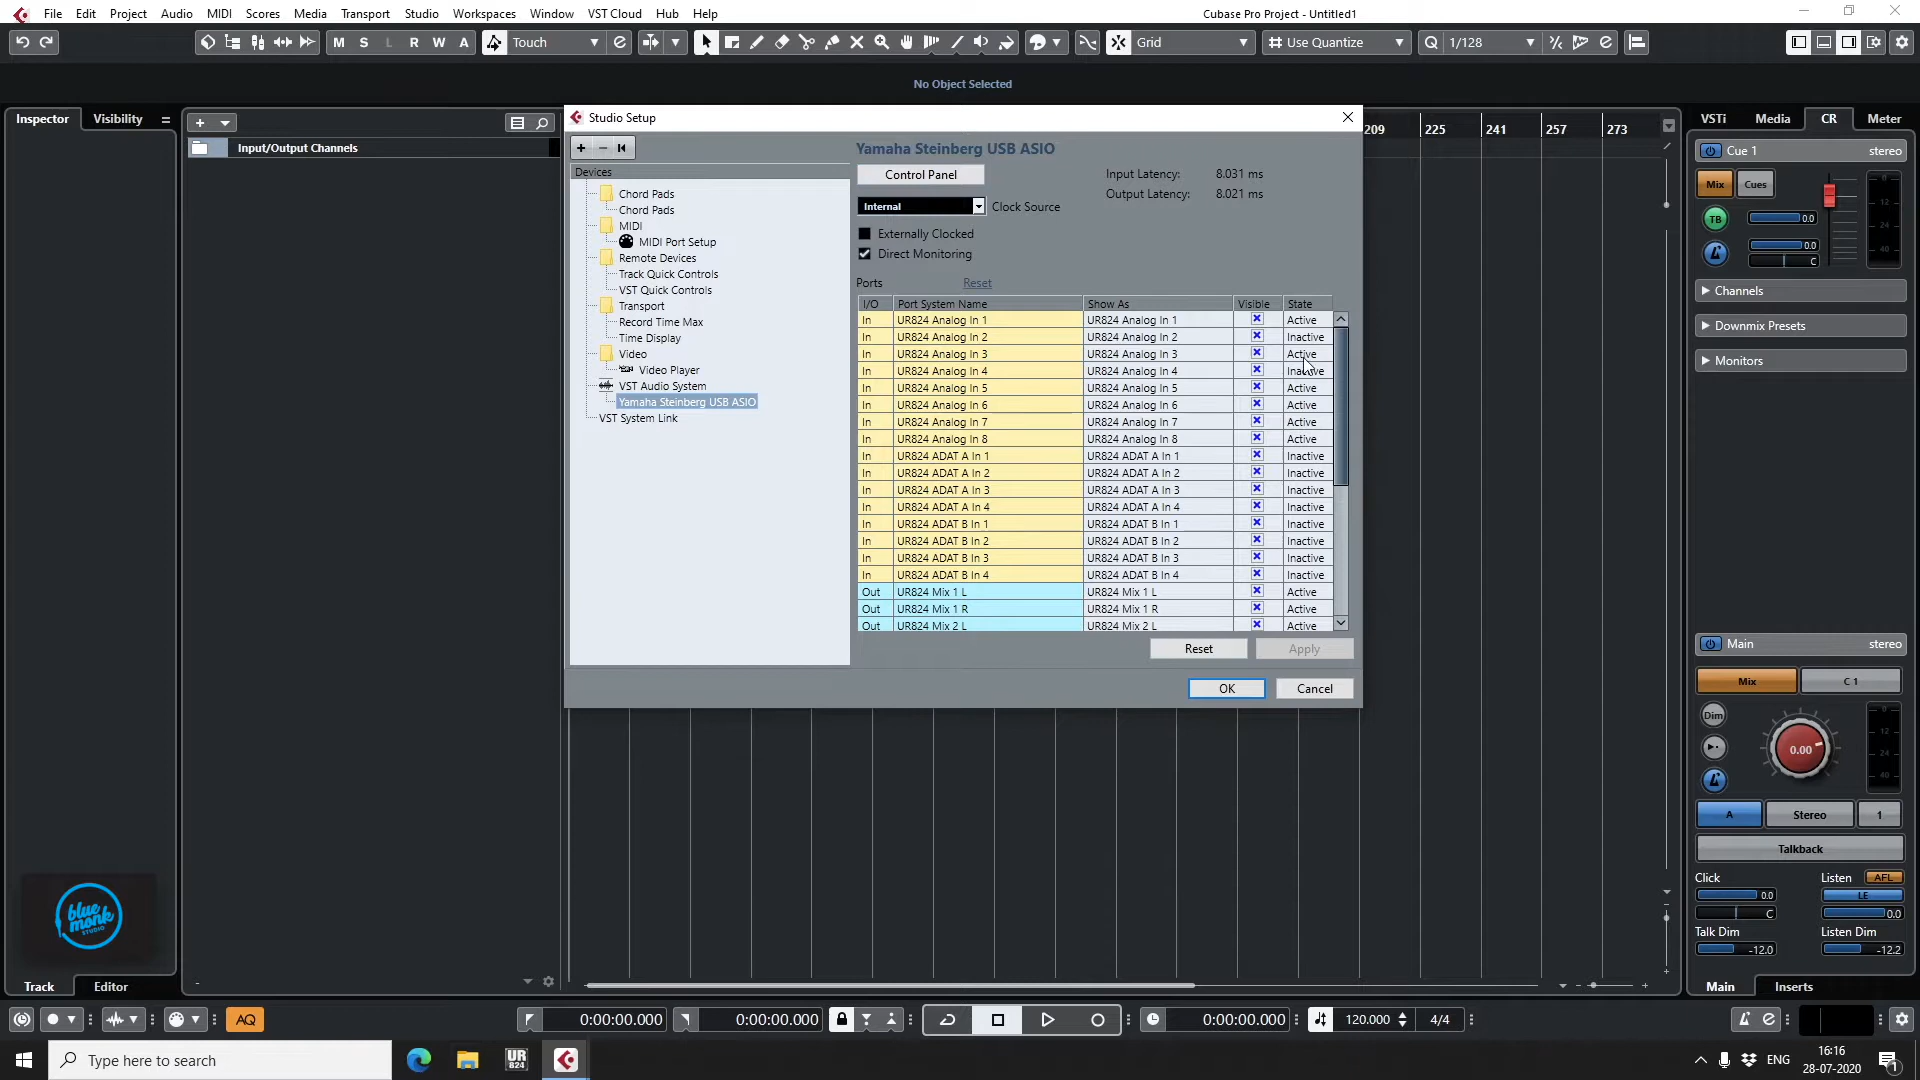 File Edit Project Audio MIDI Scores Media Transport Studio Workspaces Window VST Cloud Hub Help
Cubase Pro Project - Untitled1
M S L R W A Touch Grid Use Quantize Q 1/128
No Object Selected
Inspector Visibility
Input/Output Channels
209 225 241 257 273
VSTi Media CR Meter
Studio Setup
Devices
Chord Pads
Chord Pads
MIDI
MIDI Port Setup
Remote Devices
Track Quick Controls
VST Quick Controls
Transport
Record Time Max
Time Display
Video
Video Player
VST Audio System
Yamaha Steinberg USB ASIO
VST System Link
Yamaha Steinberg USB ASIO
Control Panel
Input Latency: 8.031 ms
Output Latency: 8.021 ms
Internal Clock Source
Externally Clocked
Direct Monitoring
Ports Reset
I/O Port System Name Show As Visible State
In UR824 Analog In 1 UR824 Analog In 1 Active
In UR824 Analog In 2 UR824 Analog In 2 Inactive
In UR824 Analog In 3 UR824 Analog In 3 Active
In UR824 Analog In 4 UR824 Analog In 4 Inactive
In UR824 Analog In 5 UR824 Analog In 5 Active
In UR824 Analog In 6 UR824 Analog In 6 Active
In UR824 Analog In 7 UR824 Analog In 7 Active
In UR824 Analog In 8 UR824 Analog In 8 Active
In UR824 ADAT A In 1 UR824 ADAT A In 1 Inactive
In UR824 ADAT A In 2 UR824 ADAT A In 2 Inactive
In UR824 ADAT A In 3 UR824 ADAT A In 3 Inactive
In UR824 ADAT A In 4 UR824 ADAT A In 4 Inactive
In UR824 ADAT B In 1 UR824 ADAT B In 1 Inactive
In UR824 ADAT B In 2 UR824 ADAT B In 2 Inactive
In UR824 ADAT B In 3 UR824 ADAT B In 3 Inactive
In UR824 ADAT B In 4 UR824 ADAT B In 4 Inactive
Out UR824 Mix 1 L UR824 Mix 1 L Active
Out UR824 Mix 1 R UR824 Mix 1 R Active
Out UR824 Mix 2 L UR824 Mix 2 L Active
Reset Apply
OK Cancel
Cue 1 stereo
Mix Cues
TB 0.0
0.0
C
Channels
Downmix Presets
Monitors
Main stereo
Mix C 1
Dim
0.00
A Stereo 1
Talkback
Click Listen AFL
0.0 LE
C 0.0
Talk Dim Listen Dim
-12.0 -12.2
Main Inserts
blue
monk
STUDIO
Track Editor
AQ 0:00:00.000 0:00:00.000 0:00:00.000 120.000 4/4
Type here to search
UR
824
ENG
16:16
28-07-2020
1